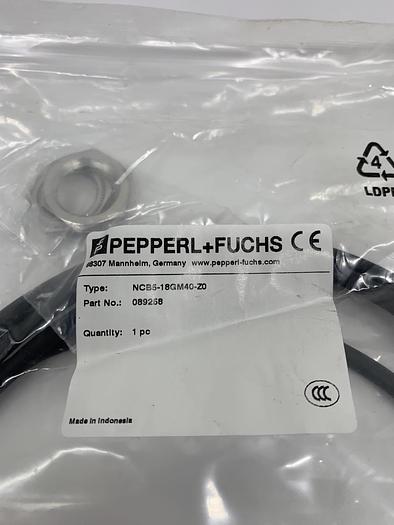 4
LDPE
PEPPERL+FUCHS CE
68307 Mannheim, Germany www.pepperl-fuchs.com
Type: NCB5-18GM40-Z0
Part No.: 089258
Quantity: 1 pc
CCC
Made in Indonesia